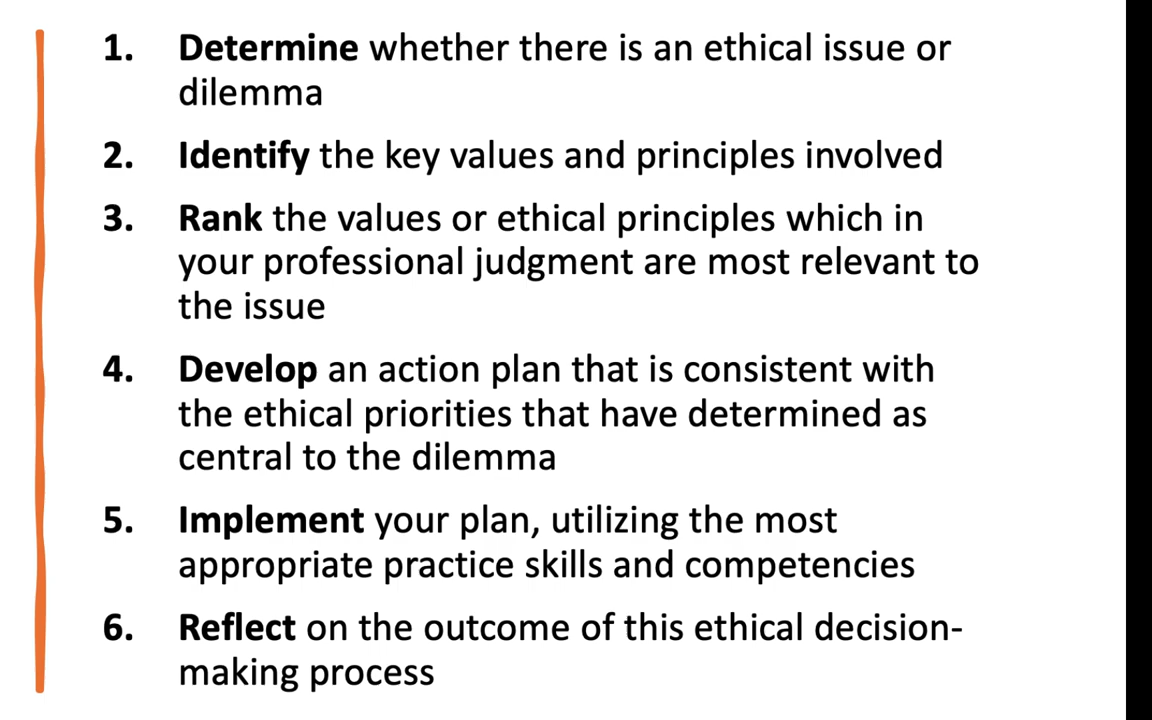 1. Determine whether there is an ethical issue or
dilemma
2. Identify the key values and principles involved
3. Rank the values or ethical principles which in
your professional judgment are most relevant to
the issue
4. Develop an action plan that is consistent with
the ethical priorities that have determined as
central to the dilemma
5. Implement your plan, utilizing the most
appropriate practice skills and competencies
6. Reflect on the outcome of this ethical decision-
making process